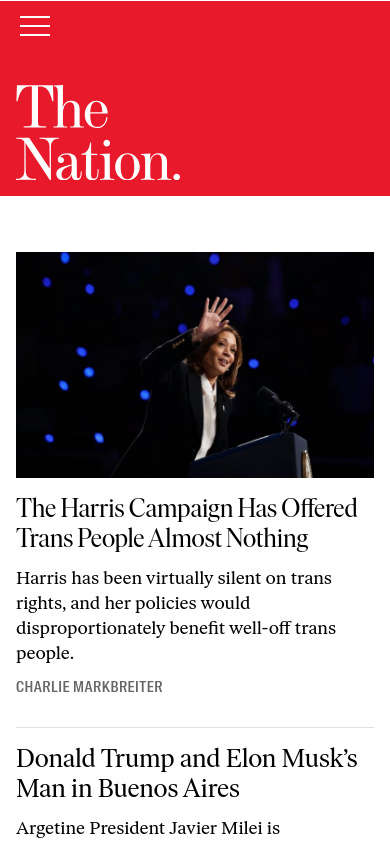 The
Nation.
The Harris Campaign Has Offered
Trans People Almost Nothing
Harris has been virtually silent on trans
rights, and her policies would
disproportionately benefit well-off trans
people.
CHARLIE MARKBREITER
Donald Trump and Elon Musk’s
Man in Buenos Aires
Argetine President Javier Milei is